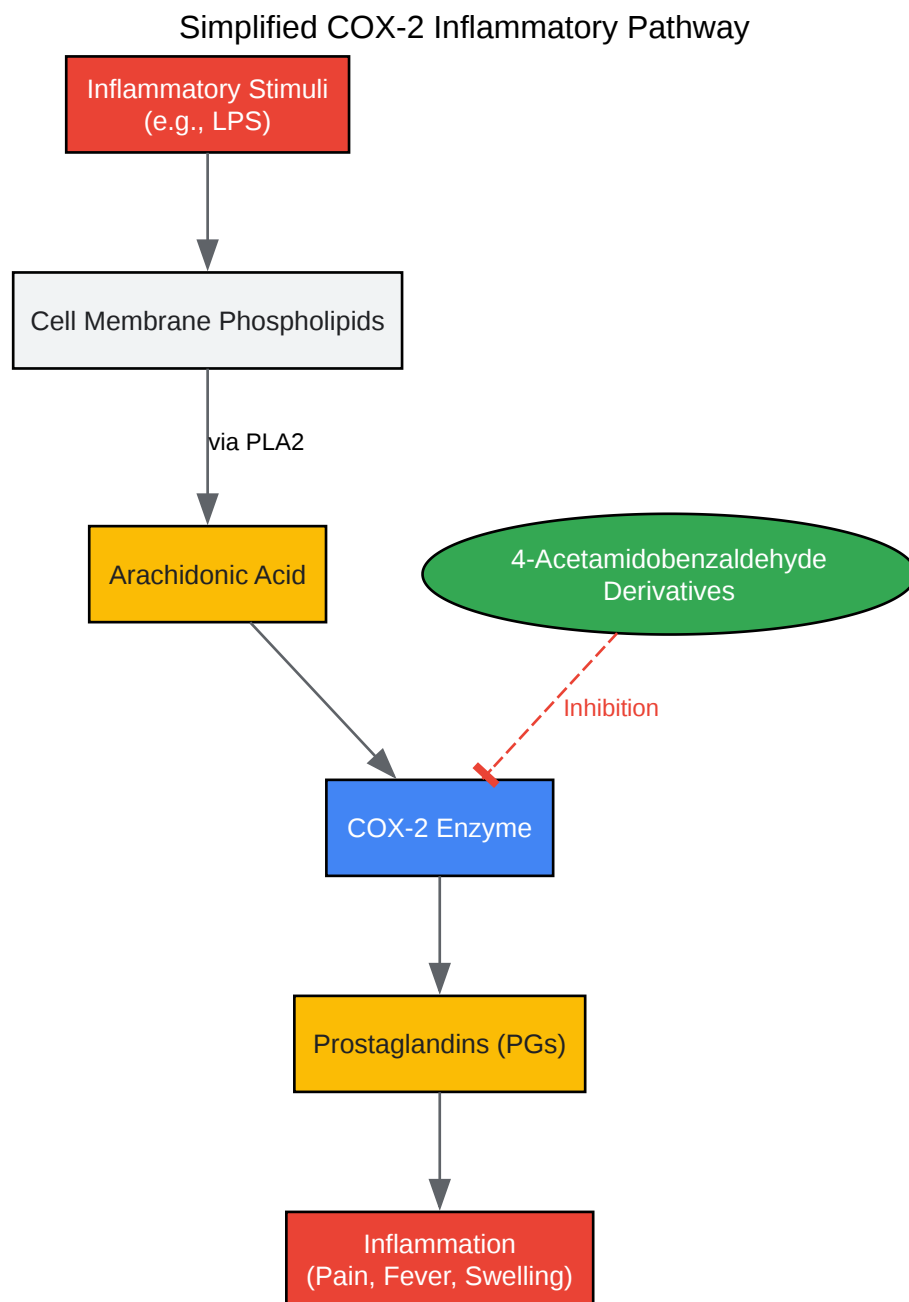 Simplified COX-2 Inflammatory Pathway
Inflammatory Stimuli
(e.g., LPS)
Cell Membrane Phospholipids
via PLA2
Arachidonic Acid
4-Acetamidobenzaldehyde
Derivatives
Inhibition
COX-2 Enzyme
Prostaglandins (PGs)
Inflammation
(Pain, Fever, Swelling)